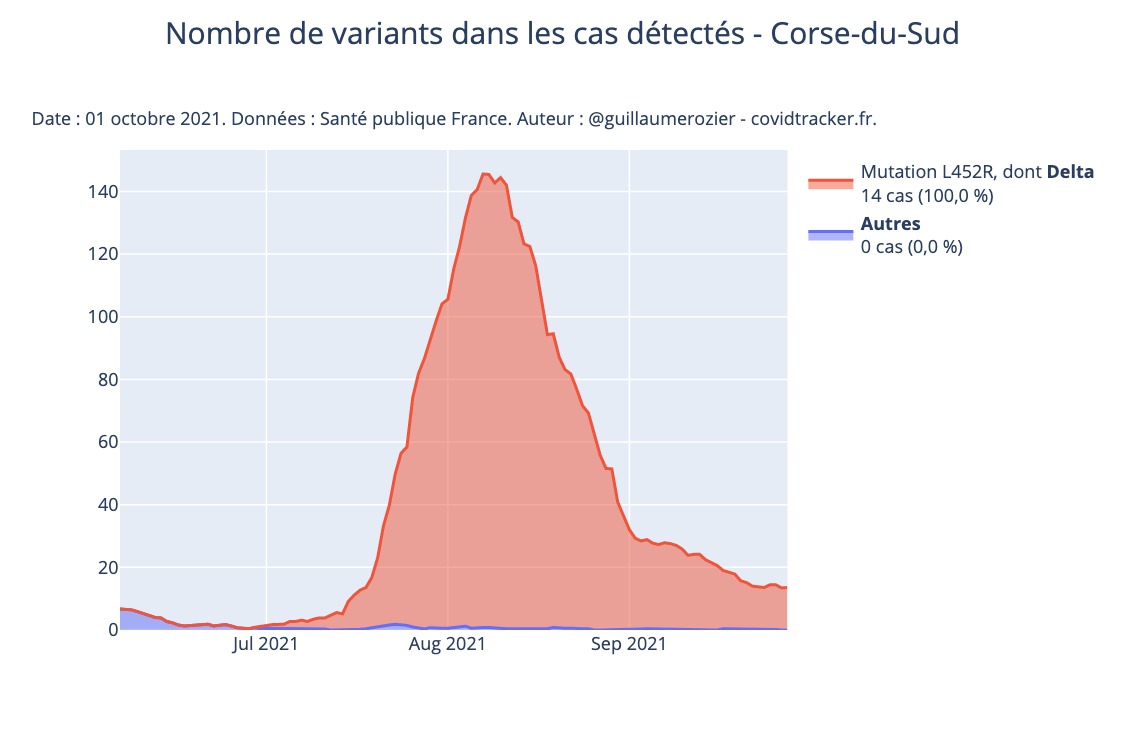 Nombre de variants dans les cas détectés - Corse-du-Sud
Date : 01 octobre 2021. Données : Santé publique France. Auteur : @guillaumerozier - covidtracker.fr.
Mutation L452R, dont Delta
14 cas (100,0 %)
Autres
0 cas (0,0 %)
140
120
100
80
60
40
20
0
Jul 2021
Aug 2021
Sep 2021